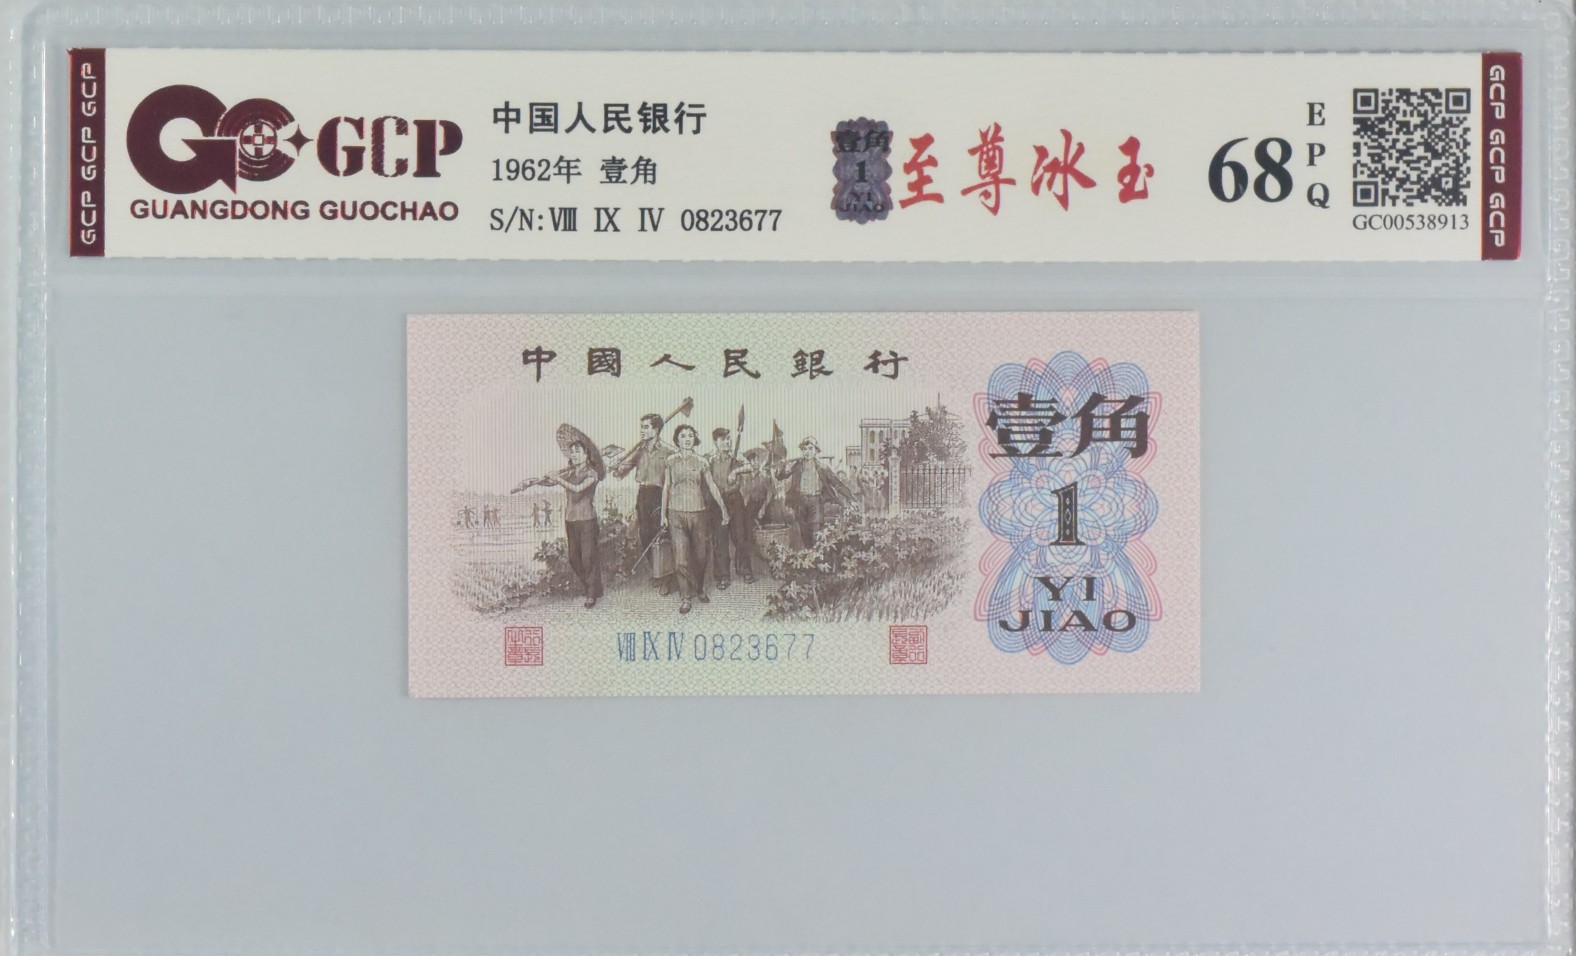 GCP GCP GCP
GCP
GUANGDONG GUOCHAO
中国人民银行
1962年 壹角
S/N: Ⅷ Ⅸ Ⅳ 0823677
壹角
1
YI
JIAO
至尊冰玉
68
EPQ
GC00538913
GCP GCP GCP
中國人民銀行
壹角
1
YI
JIAO
Ⅷ Ⅸ Ⅳ 0823677